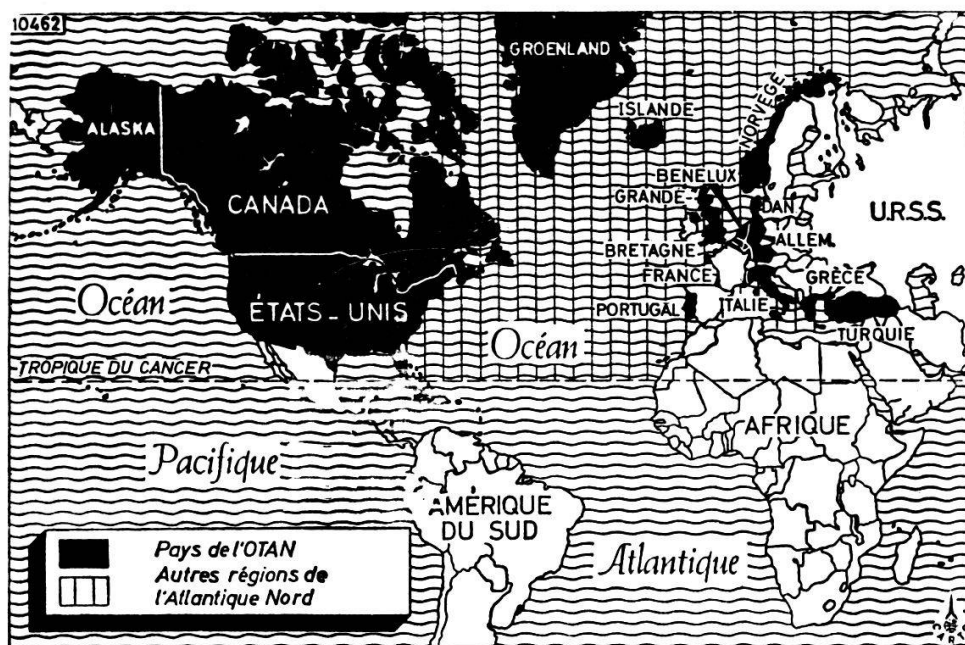 10462
GROENLAND
ALASKA
ISLANDE
NORVÈGE
BENELUX
GRANDE
CANADA
DAN
U.R.S.S.
ALLEM.
BRETAGNE
FRANCE
GRÈCE
Océan
ÉTATS-UNIS
PORTUGAL
ITALIE
Océan
TURQUIE
TROPIQUE DU CANCER
AFRIQUE
Pacifique
AMÉRIQUE
DU SUD
Atlantique
Pays de l'OTAN
Autres régions de
l'Atlantique Nord